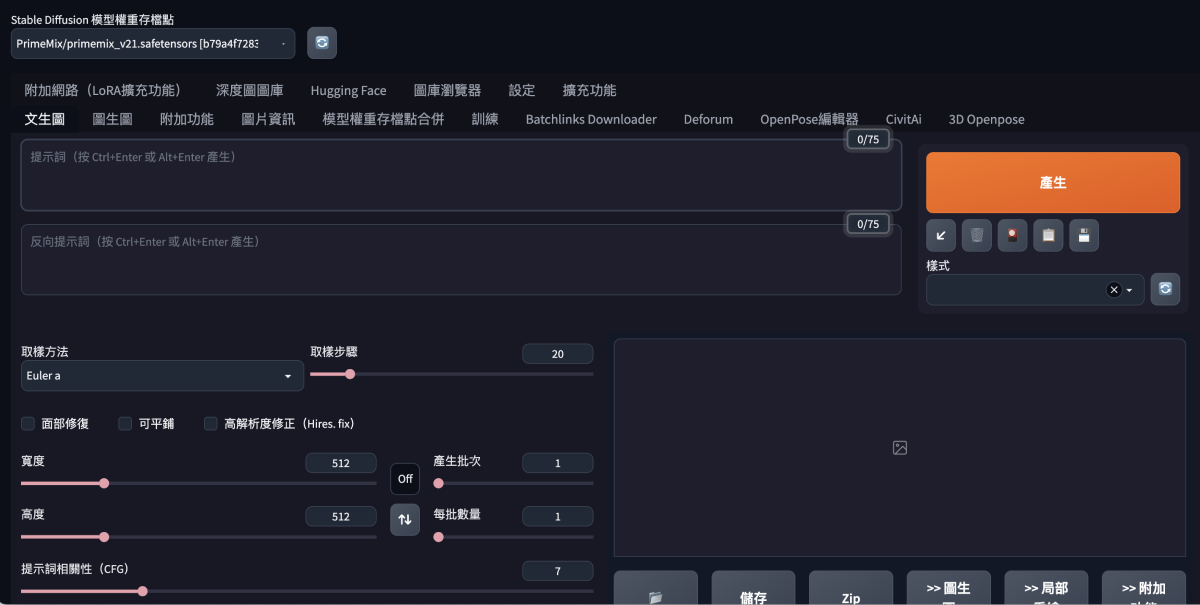 Stable Diffusion 模型權重存檔點
PrimeMix/primemix_v21.safetensors [b79a4f7283
附加網路（LoRA擴充功能） 深度圖圖庫 Hugging Face 圖庫瀏覽器 設定 擴充功能
文生圖 圖生圖 附加功能 圖片資訊 模型權重存檔點合併 訓練 Batchlinks Downloader Deforum OpenPose編輯器 CivitAi 3D Openpose
0/75
提示詞（按 Ctrl+Enter 或 Alt+Enter 產生）
產生
0/75
反向提示詞（按 Ctrl+Enter 或 Alt+Enter 產生）
樣式
取樣方法 取樣步驟 20
Euler a
面部修復 可平鋪 高解析度修正（Hires. fix）
寬度 512 產生批次 1
Off
高度 512 每批數量 1
提示詞相關性（CFG） 7
儲存 Zip >> 圖生 >> 局部 >> 附加